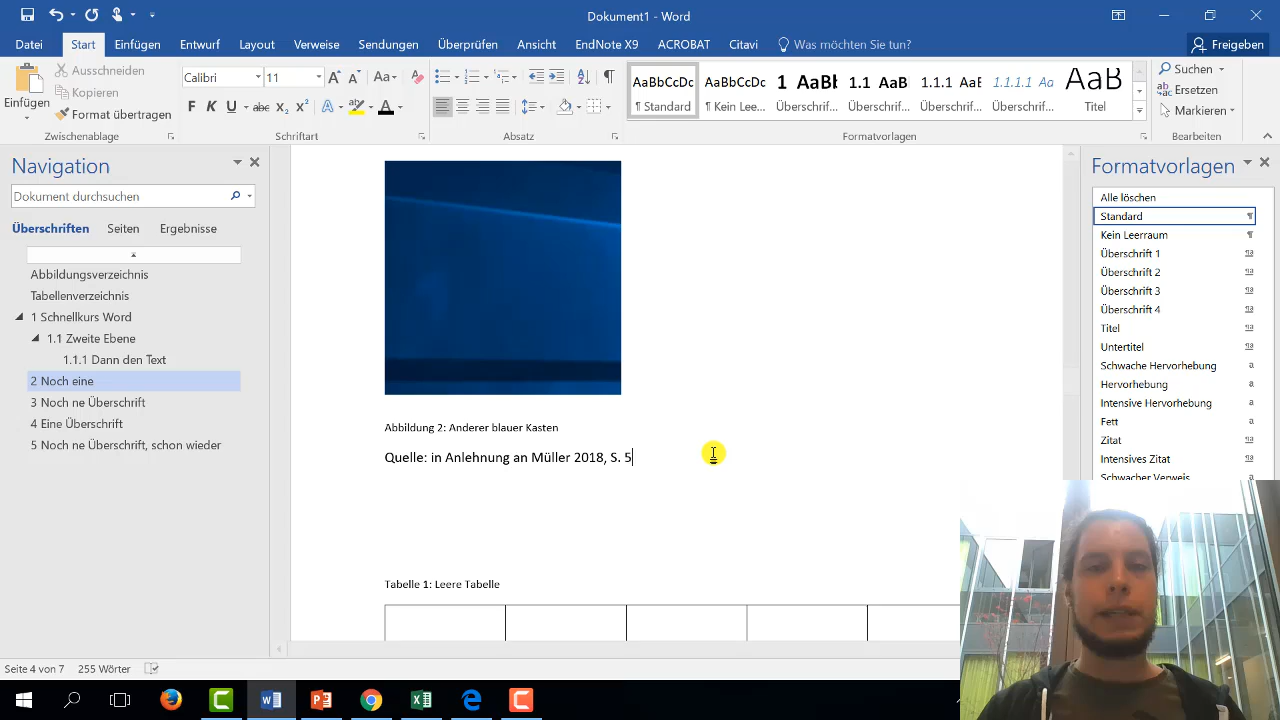 Dokument1 - Word
Datei Start Einfügen Entwurf Layout Verweise Sendungen Überprüfen Ansicht EndNote X9 ACROBAT Citavi Was möchten Sie tun? Freigeben
Einfügen
Ausschneiden
Kopieren
Format übertragen
Zwischenablage
Calibri 11
F K U abc X₂ X²
Schriftart
Absatz
AaBbCcDc AaBbCcDc 1 AaBl 1.1 AaB 1.1.1 AaE 1.1.1.1 Aa AaB
¶ Standard ¶ Kein Lee... Überschrif... Überschrif... Überschrif... Überschrif... Titel
Formatvorlagen
Suchen
Ersetzen
Markieren
Bearbeiten
Navigation
Dokument durchsuchen
Überschriften Seiten Ergebnisse
Abbildungsverzeichnis
Tabellenverzeichnis
1 Schnellkurs Word
1.1 Zweite Ebene
1.1.1 Dann den Text
2 Noch eine
3 Noch ne Überschrift
4 Eine Überschrift
5 Noch ne Überschrift, schon wieder
Abbildung 2: Anderer blauer Kasten
Quelle: in Anlehnung an Müller 2018, S. 5
Tabelle 1: Leere Tabelle
Formatvorlagen
Alle löschen
Standard
Kein Leerraum
Überschrift 1
Überschrift 2
Überschrift 3
Überschrift 4
Titel
Untertitel
Schwache Hervorhebung
Hervorhebung
Intensive Hervorhebung
Fett
Zitat
Intensives Zitat
Schwacher Verweis
Seite 4 von 7 255 Wörter